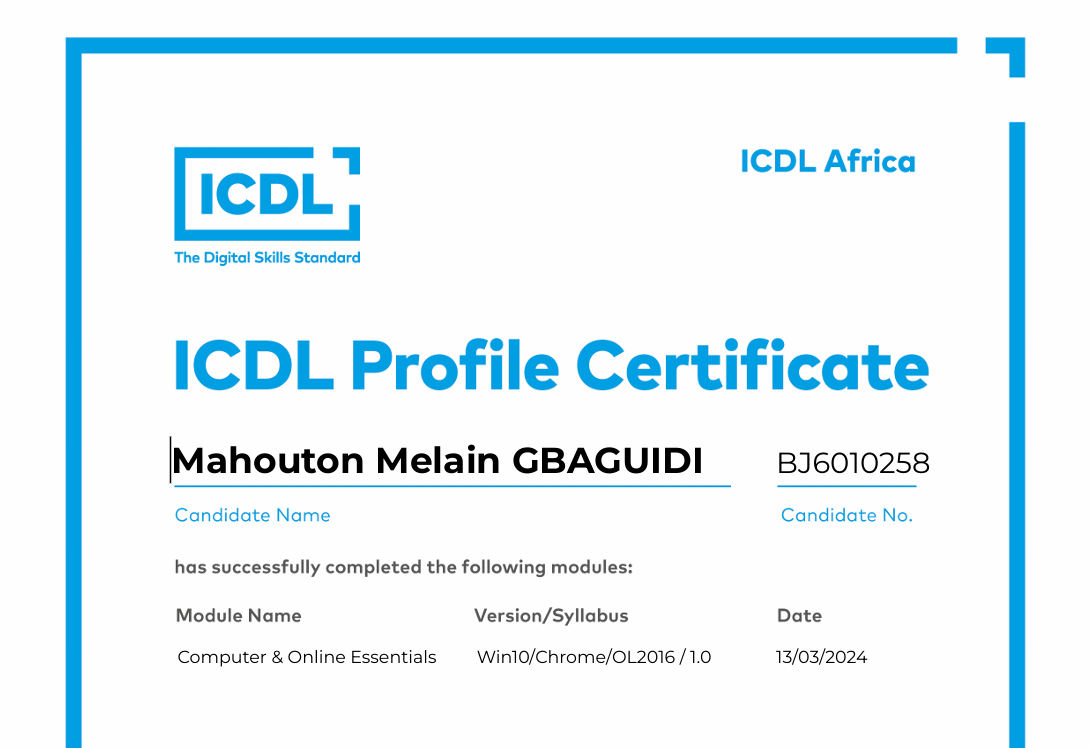 ICDL Africa
ICDL
The Digital Skills Standard
ICDL Profile Certificate
Mahouton Melain GBAGUIDI BJ6010258
Candidate Name Candidate No.
has successfully completed the following modules:
Module Name Version/Syllabus Date
Computer & Online Essentials Win10/Chrome/OL2016 / 1.0 13/03/2024